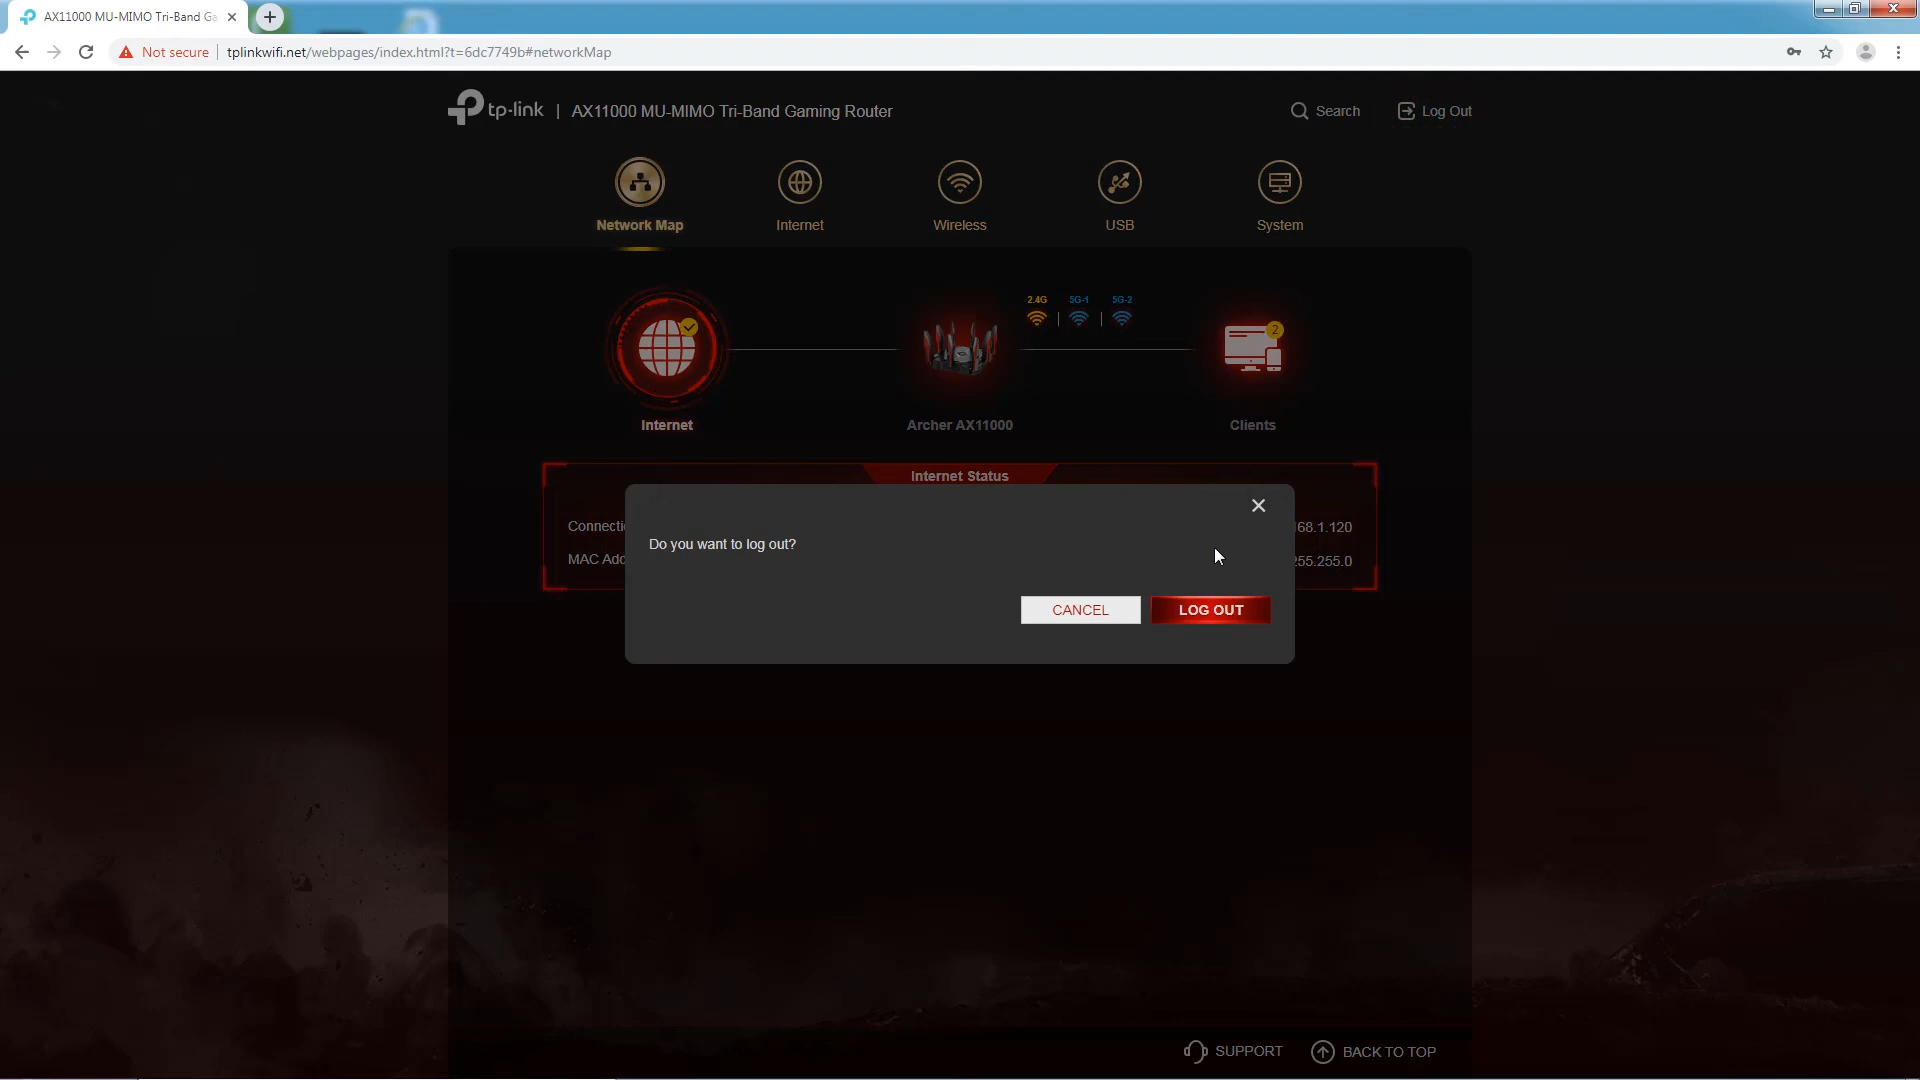 AX11000 MU-MIMO Tri-Band Ga
Not secure | tplinkwifi.net/webpages/index.html?t=6dc7749b#networkMap
tp-link | AX11000 MU-MIMO Tri-Band Gaming Router
Search
Log Out
Network Map
Internet
Wireless
USB
System
2.4G
5G-1
5G-2
2
Internet
Archer AX11000
Clients
Internet Status
Connecti
68.1.120
MAC Add
255.255.0
Do you want to log out?
CANCEL
LOG OUT
SUPPORT
BACK TO TOP